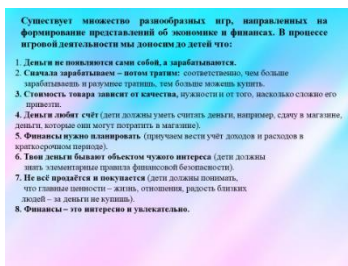 Существует множество разнообразных игр, направленных на
формирование представлений об экономике и финансах. В процессе
игровой деятельности мы доносим до детей что:
1. Деньги не появляются сами собой, а зарабатываются.
2. Сначала зарабатываем – потом тратим: соответственно, чем больше
зарабатываешь и разумнее тратишь, тем больше можешь купить.
3. Стоимость товара зависит от качества, нужности и от того, насколько сложно его
привезти.
4. Деньги любят счёт (дети должны уметь считать деньги, например, сдачу в магазине,
деньги, которые они могут потратить в магазине).
5. Финансы нужно планировать (приучаем вести учёт доходов и расходов в
краткосрочном периоде).
6. Твои деньги бывают объектом чужого интереса (дети должны
знать элементарные правила финансовой безопасности).
7. Не всё продаётся и покупается (дети должны понимать,
что главные ценности – жизнь, отношения, радость близких
людей – за деньги не купишь).
8. Финансы – это интересно и увлекательно.